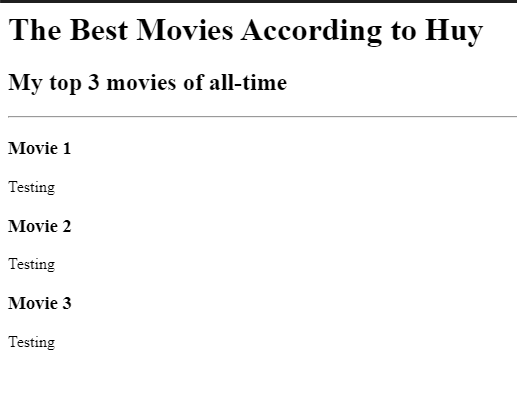 The Best Movies According to Huy
My top 3 movies of all-time
Movie 1
Testing
Movie 2
Testing
Movie 3
Testing